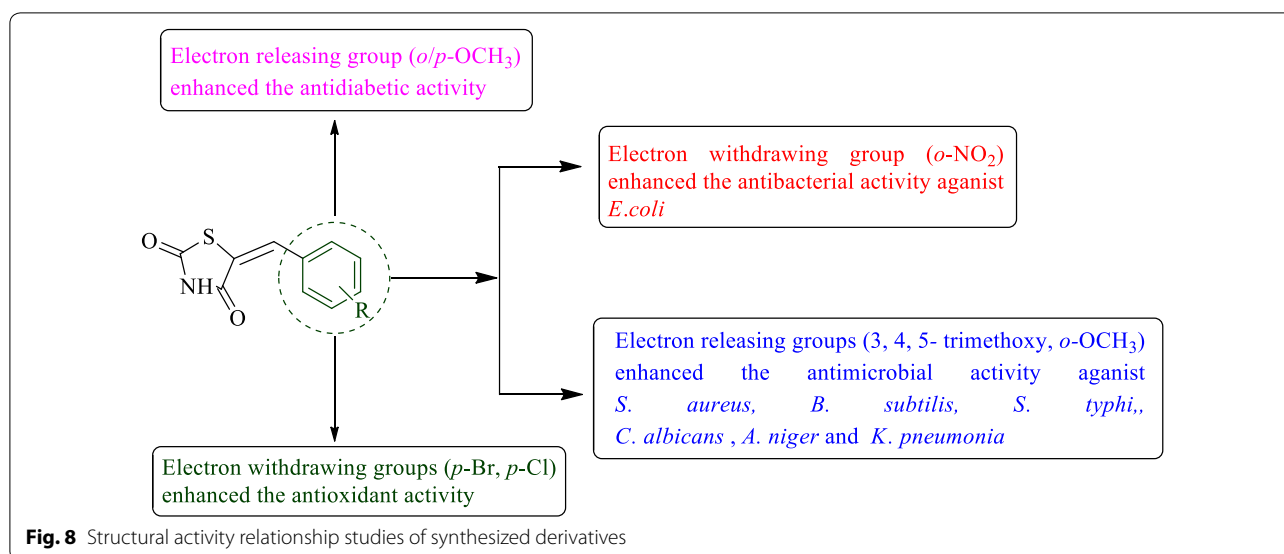 Electron releasing group (o/p-OCH₃)
enhanced the antidiabetic activity
Electron withdrawing group (o-NO₂)
enhanced the antibacterial activity aganist
E.coli
O
S
NH
O
R
Electron releasing groups (3, 4, 5- trimethoxy, o-OCH₃)
enhanced the antimicrobial activity aganist
S. aureus, B. subtilis, S. typhi,,
C. albicans , A. niger and K. pneumonia
Electron withdrawing groups (p-Br, p-Cl)
enhanced the antioxidant activity
Fig. 8 Structural activity relationship studies of synthesized derivatives